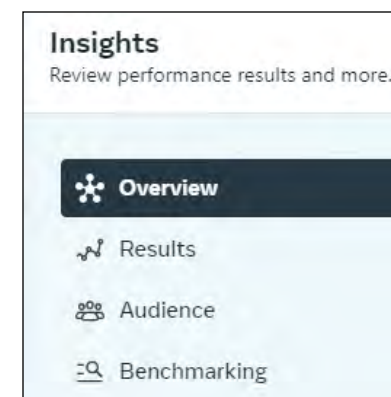 Insights
Review performance results and more.
Overview
Results
Audience
Benchmarking